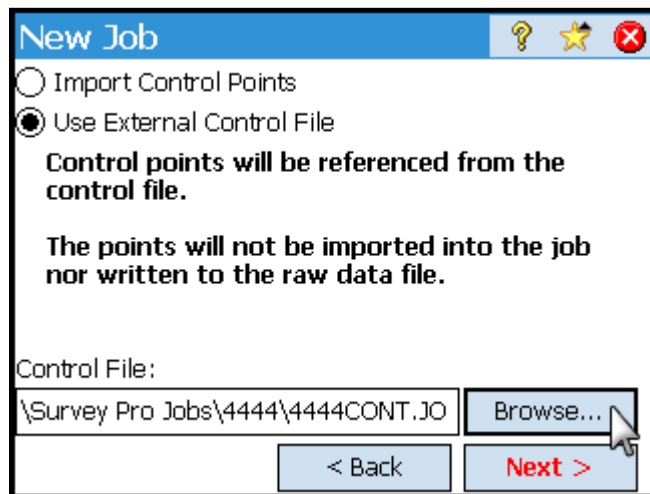 New Job
Import Control Points
Use External Control File
Control points will be referenced from the
control file.
The points will not be imported into the job
nor written to the raw data file.
Control File:
\Survey Pro Jobs\4444\4444CONT.JO
Browse...
< Back
Next >